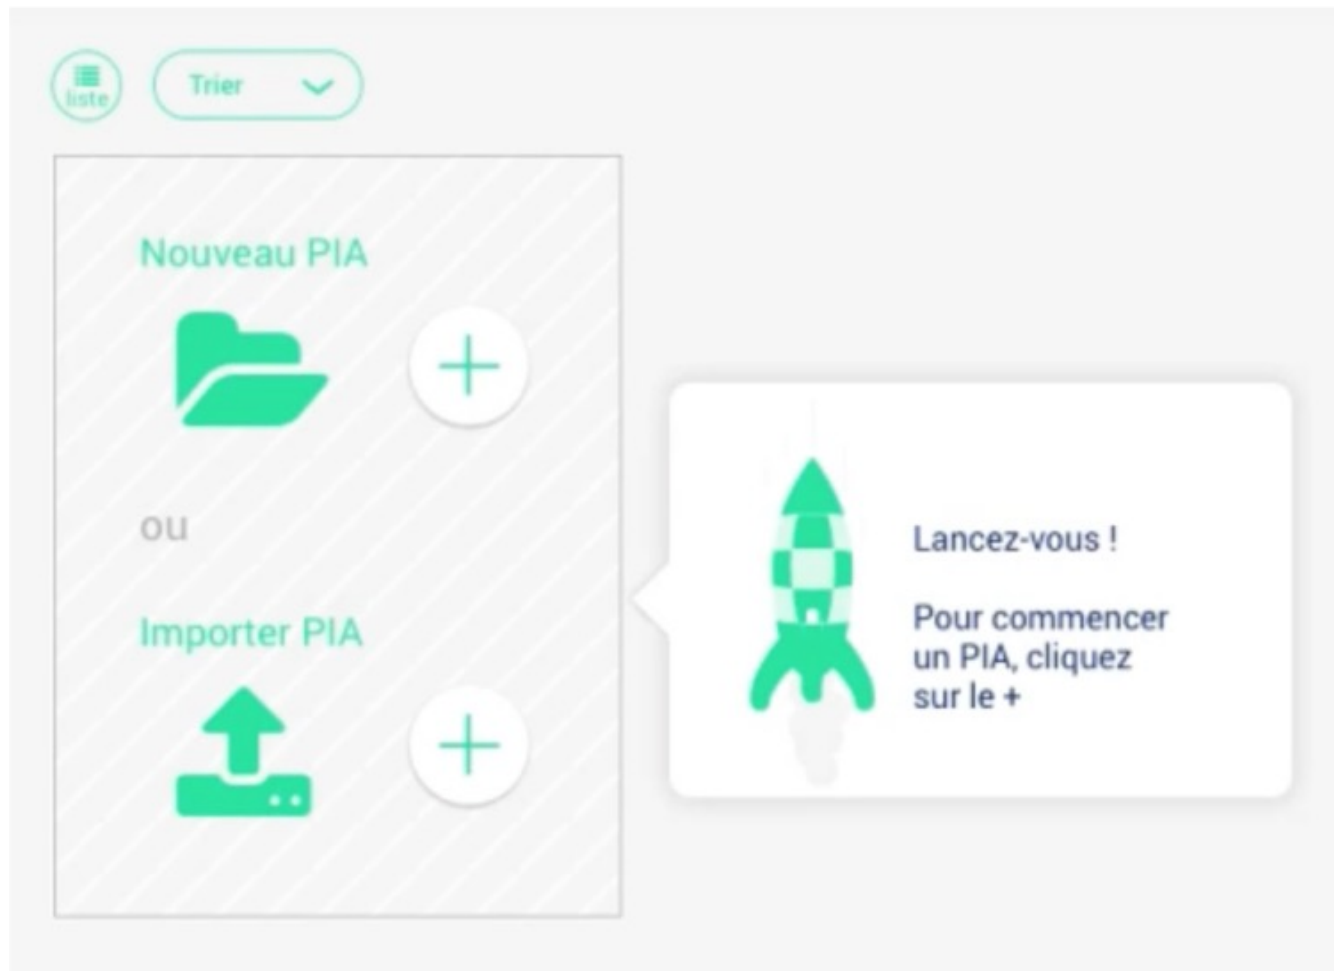 liste
Trier
Nouveau PIA
ou
Importer PIA
Lancez-vous !
Pour commencer
un PIA, cliquez
sur le +